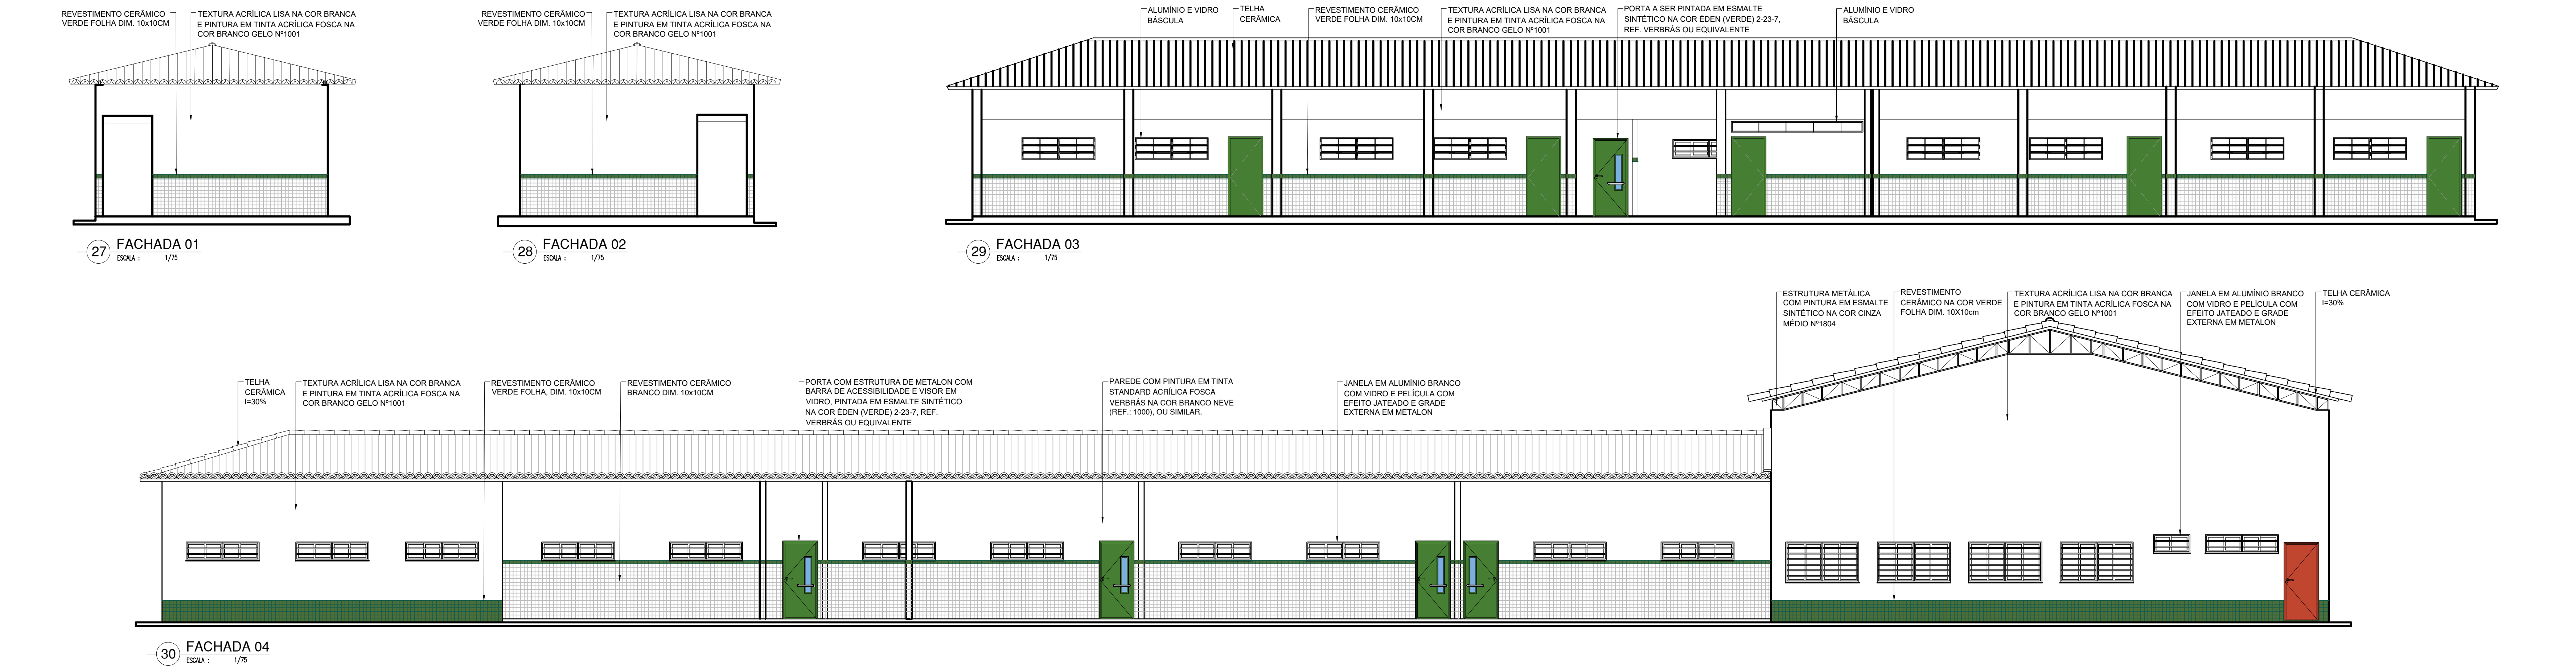 REVESTIMENTO CERÂMICO
VERDE FOLHA DIM. 10x10CM
TEXTURA ACRÍLICA LISA NA COR BRANCA
E PINTURA EM TINTA ACRÍLICA FOSCA NA
COR BRANCO GELO Nº1001
27
FACHADA 01
ESCALA :
1/75
REVESTIMENTO CERÂMICO
VERDE FOLHA DIM. 10x10CM
TEXTURA ACRÍLICA LISA NA COR BRANCA
E PINTURA EM TINTA ACRÍLICA FOSCA NA
COR BRANCO GELO Nº1001
28
FACHADA 02
ESCALA :
1/75
ALUMÍNIO E VIDRO
BÁSCULA
TELHA
CERÂMICA
REVESTIMENTO CERÂMICO
VERDE FOLHA DIM. 10x10CM
TEXTURA ACRÍLICA LISA NA COR BRANCA
E PINTURA EM TINTA ACRÍLICA FOSCA NA
COR BRANCO GELO Nº1001
PORTA A SER PINTADA EM ESMALTE
SINTÉTICO NA COR ÉDEN (VERDE) 2-23-7,
REF. VERBRÁS OU EQUIVALENTE
ALUMÍNIO E VIDRO
BÁSCULA
29
FACHADA 03
ESCALA :
1/75
TELHA
CERÂMICA
I=30%
TEXTURA ACRÍLICA LISA NA COR BRANCA
E PINTURA EM TINTA ACRÍLICA FOSCA NA
COR BRANCO GELO Nº1001
REVESTIMENTO CERÂMICO
VERDE FOLHA, DIM. 10x10CM
REVESTIMENTO CERÂMICO
BRANCO DIM. 10x10CM
PORTA COM ESTRUTURA DE METALON COM
BARRA DE ACESSIBILIDADE E VISOR EM
VIDRO, PINTADA EM ESMALTE SINTÉTICO
NA COR ÉDEN (VERDE) 2-23-7, REF.
VERBRÁS OU EQUIVALENTE
PAREDE COM PINTURA EM TINTA
STANDARD ACRÍLICA FOSCA
VERBRÁS NA COR BRANCO NEVE
(REF.: 1000), OU SIMILAR.
JANELA EM ALUMÍNIO BRANCO
COM VIDRO E PELÍCULA COM
EFEITO JATEADO E GRADE
EXTERNA EM METALON
ESTRUTURA METÁLICA
COM PINTURA EM ESMALTE
SINTÉTICO NA COR CINZA
MÉDIO Nº1804
REVESTIMENTO
CERÂMICO NA COR VERDE
FOLHA DIM. 10X10cm
TEXTURA ACRÍLICA LISA NA COR BRANCA
E PINTURA EM TINTA ACRÍLICA FOSCA NA
COR BRANCO GELO Nº1001
JANELA EM ALUMÍNIO BRANCO
COM VIDRO E PELÍCULA COM
EFEITO JATEADO E GRADE
EXTERNA EM METALON
TELHA CERÂMICA
I=30%
30
FACHADA 04
ESCALA :
1/75